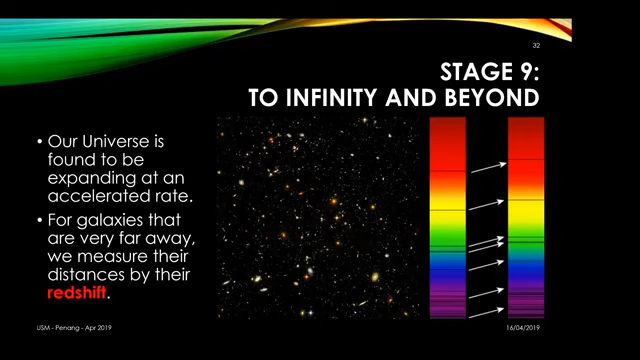 32
STAGE 9:
TO INFINITY AND BEYOND
• Our Universe is
found to be
expanding at an
accelerated rate.
• For galaxies that
are very far away,
we measure their
distances by their
redshift.
USM - Penang - Apr 2019
16/04/2019